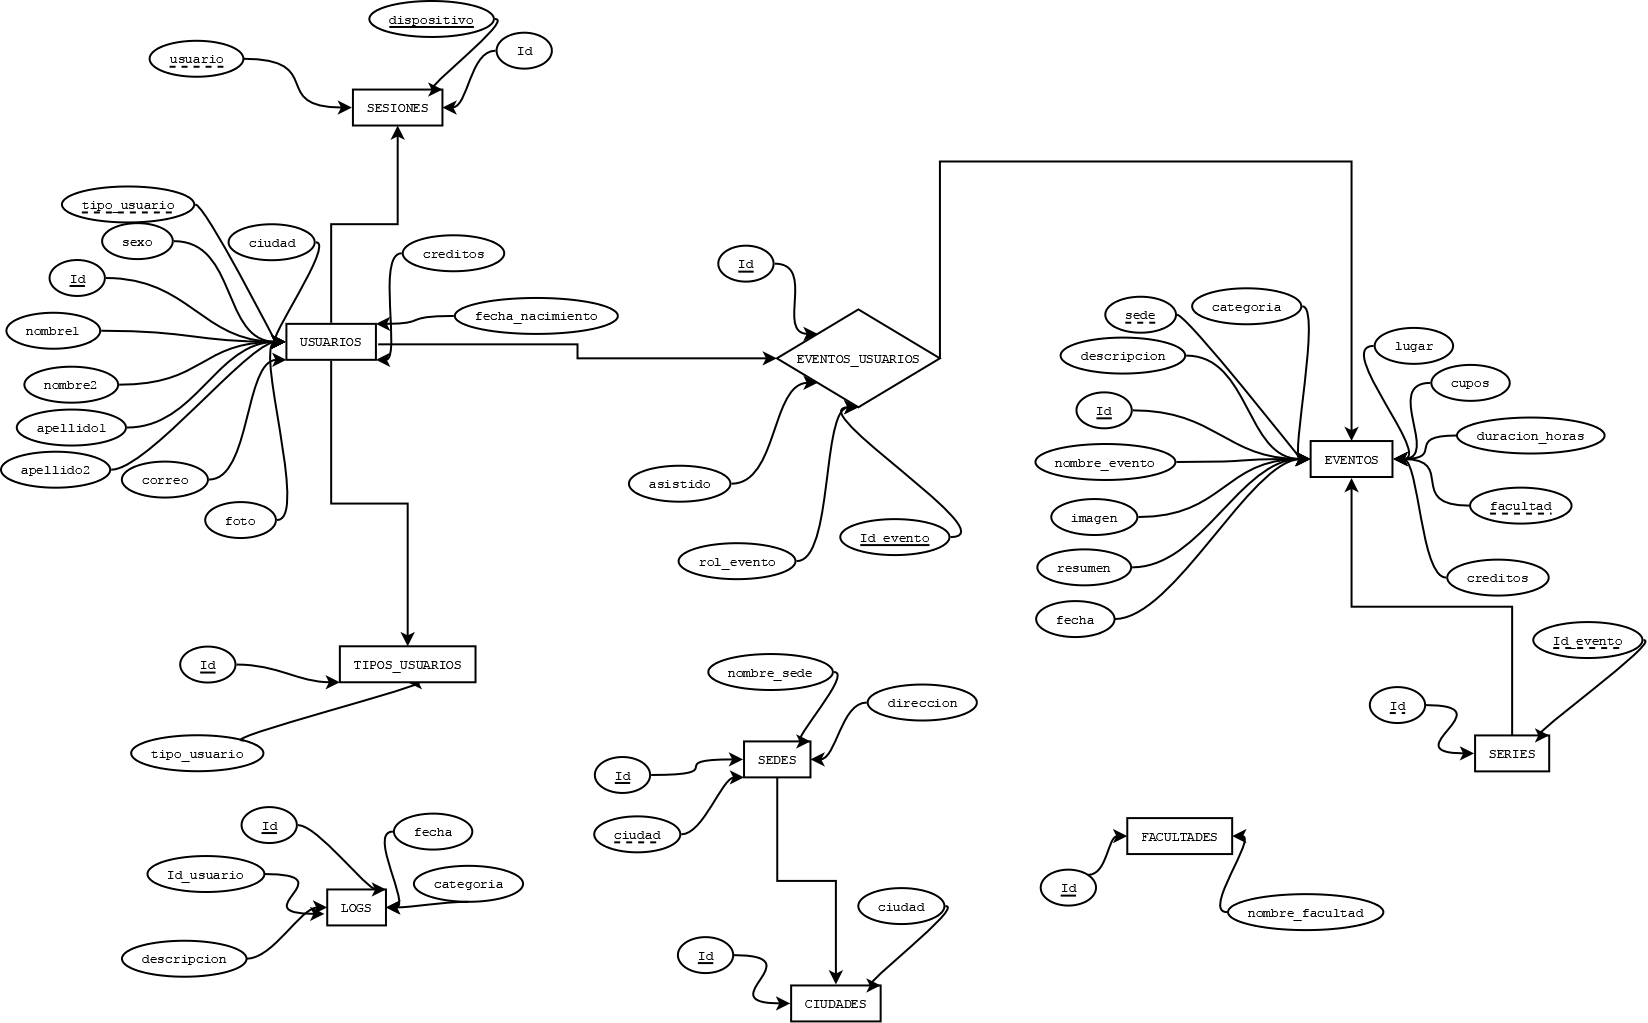 dispositivo
Id
usuario
SESIONES
tipo_usuario
sexo
ciudad
Id
creditos
nombre1
fecha_nacimiento
USUARIOS
nombre2
apellido1
apellido2
correo
foto
Id
EVENTOS_USUARIOS
asistido
Id_evento
rol_evento
sede
categoria
descripcion
lugar
cupos
Id
duracion_horas
nombre_evento
EVENTOS
imagen
facultad
resumen
creditos
fecha
Id
TIPOS_USUARIOS
tipo_usuario
nombre_sede
direccion
Id
SEDES
ciudad
Id_evento
Id
SERIES
Id
fecha
Id_usuario
categoria
LOGS
descripcion
ciudad
Id
CIUDADES
FACULTADES
Id
nombre_facultad